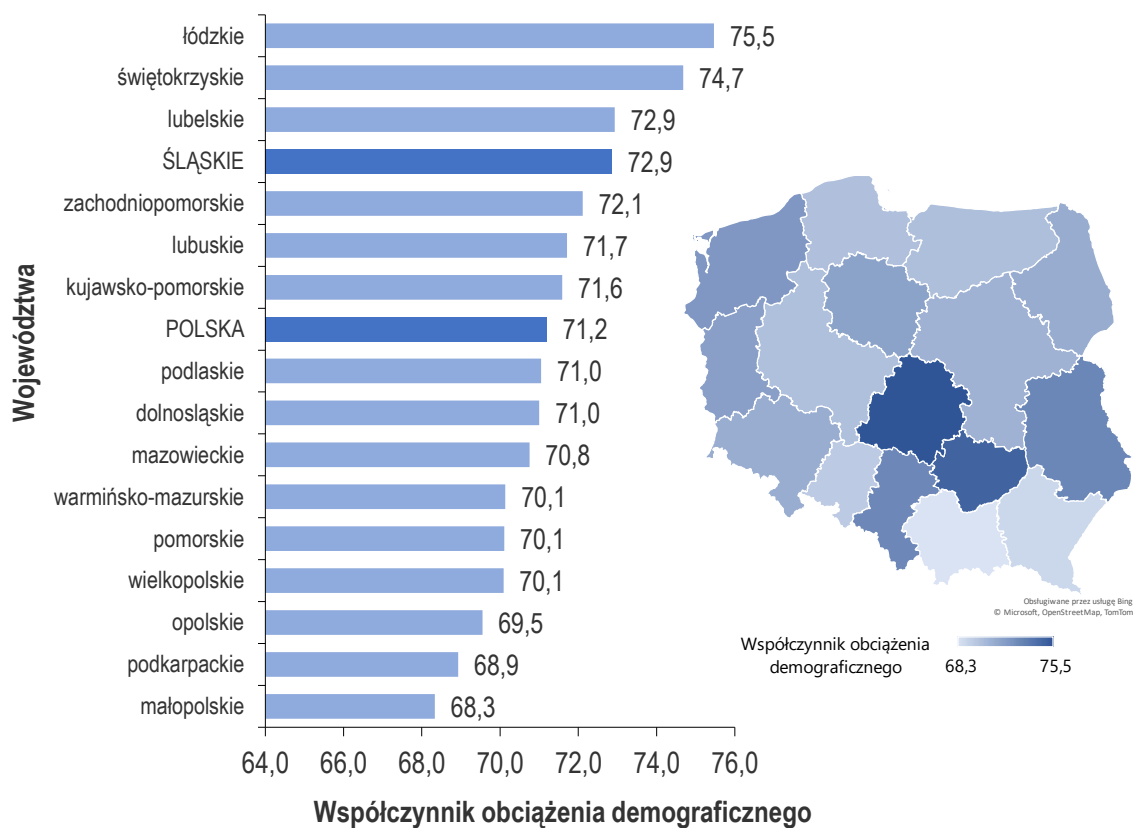 Województwa
łódzkie 75,5
świętokrzyskie 74,7
lubelskie 72,9
ŚLĄSKIE 72,9
zachodniopomorskie 72,1
lubuskie 71,7
kujawsko-pomorskie 71,6
POLSKA 71,2
podlaskie 71,0
dolnośląskie 71,0
mazowieckie 70,8
warmińsko-mazurskie 70,1
pomorskie 70,1
wielkopolskie 70,1
opolskie 69,5
podkarpackie 68,9
małopolskie 68,3
64,0 66,0 68,0 70,0 72,0 74,0 76,0
Współczynnik obciążenia demograficznego
Obsługiwane przez usługę Bing
© Microsoft, OpenStreetMap, TomTom
Współczynnik obciążenia
demograficznego
68,3 75,5